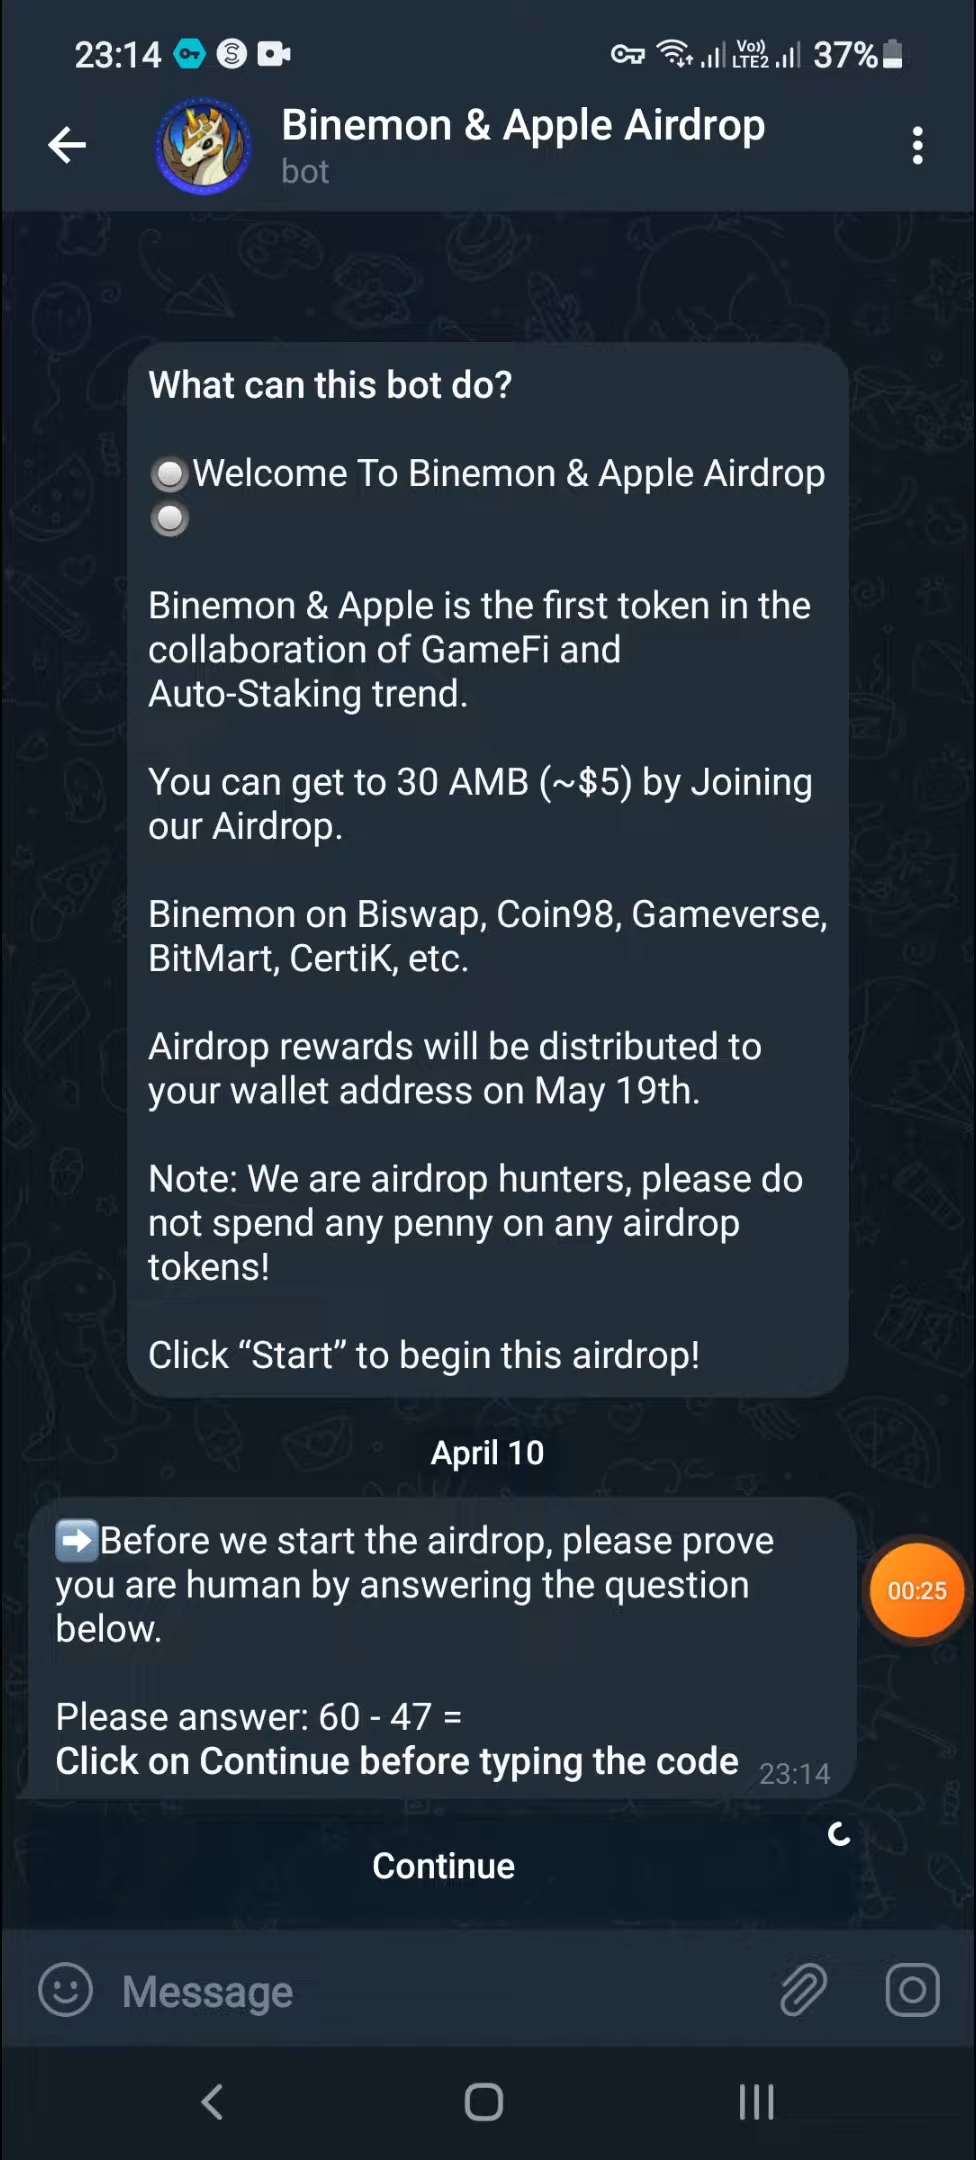 23:14
Vo))
LTE2
37%
Binemon & Apple Airdrop
bot
What can this bot do?
Welcome To Binemon & Apple Airdrop
Binemon & Apple is the first token in the
collaboration of GameFi and
Auto-Staking trend.
You can get to 30 AMB (~$5) by Joining
our Airdrop.
Binemon on Biswap, Coin98, Gameverse,
BitMart, CertiK, etc.
Airdrop rewards will be distributed to
your wallet address on May 19th.
Note: We are airdrop hunters, please do
not spend any penny on any airdrop
tokens!
Click “Start” to begin this airdrop!
April 10
Before we start the airdrop, please prove
you are human by answering the question
below.
00:25
Please answer: 60 - 47 =
Click on Continue before typing the code
23:14
Continue
Message